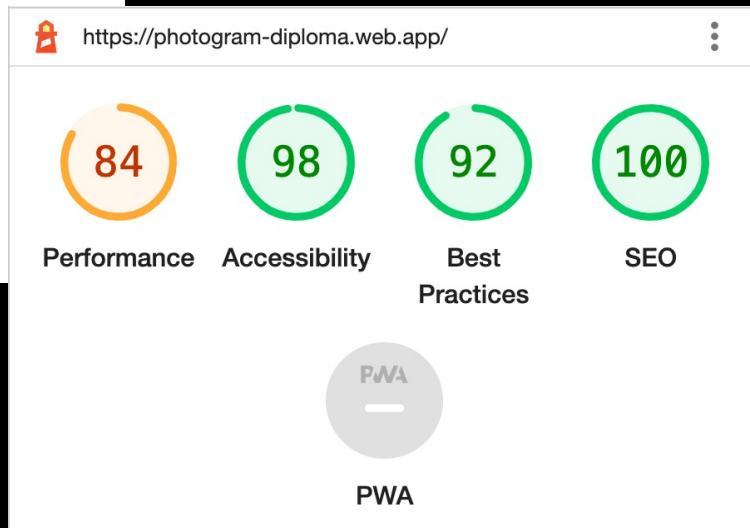 https://photogram-diploma.web.app/
84 98 92 100
Performance Accessibility Best Practices SEO
PWA
PWA